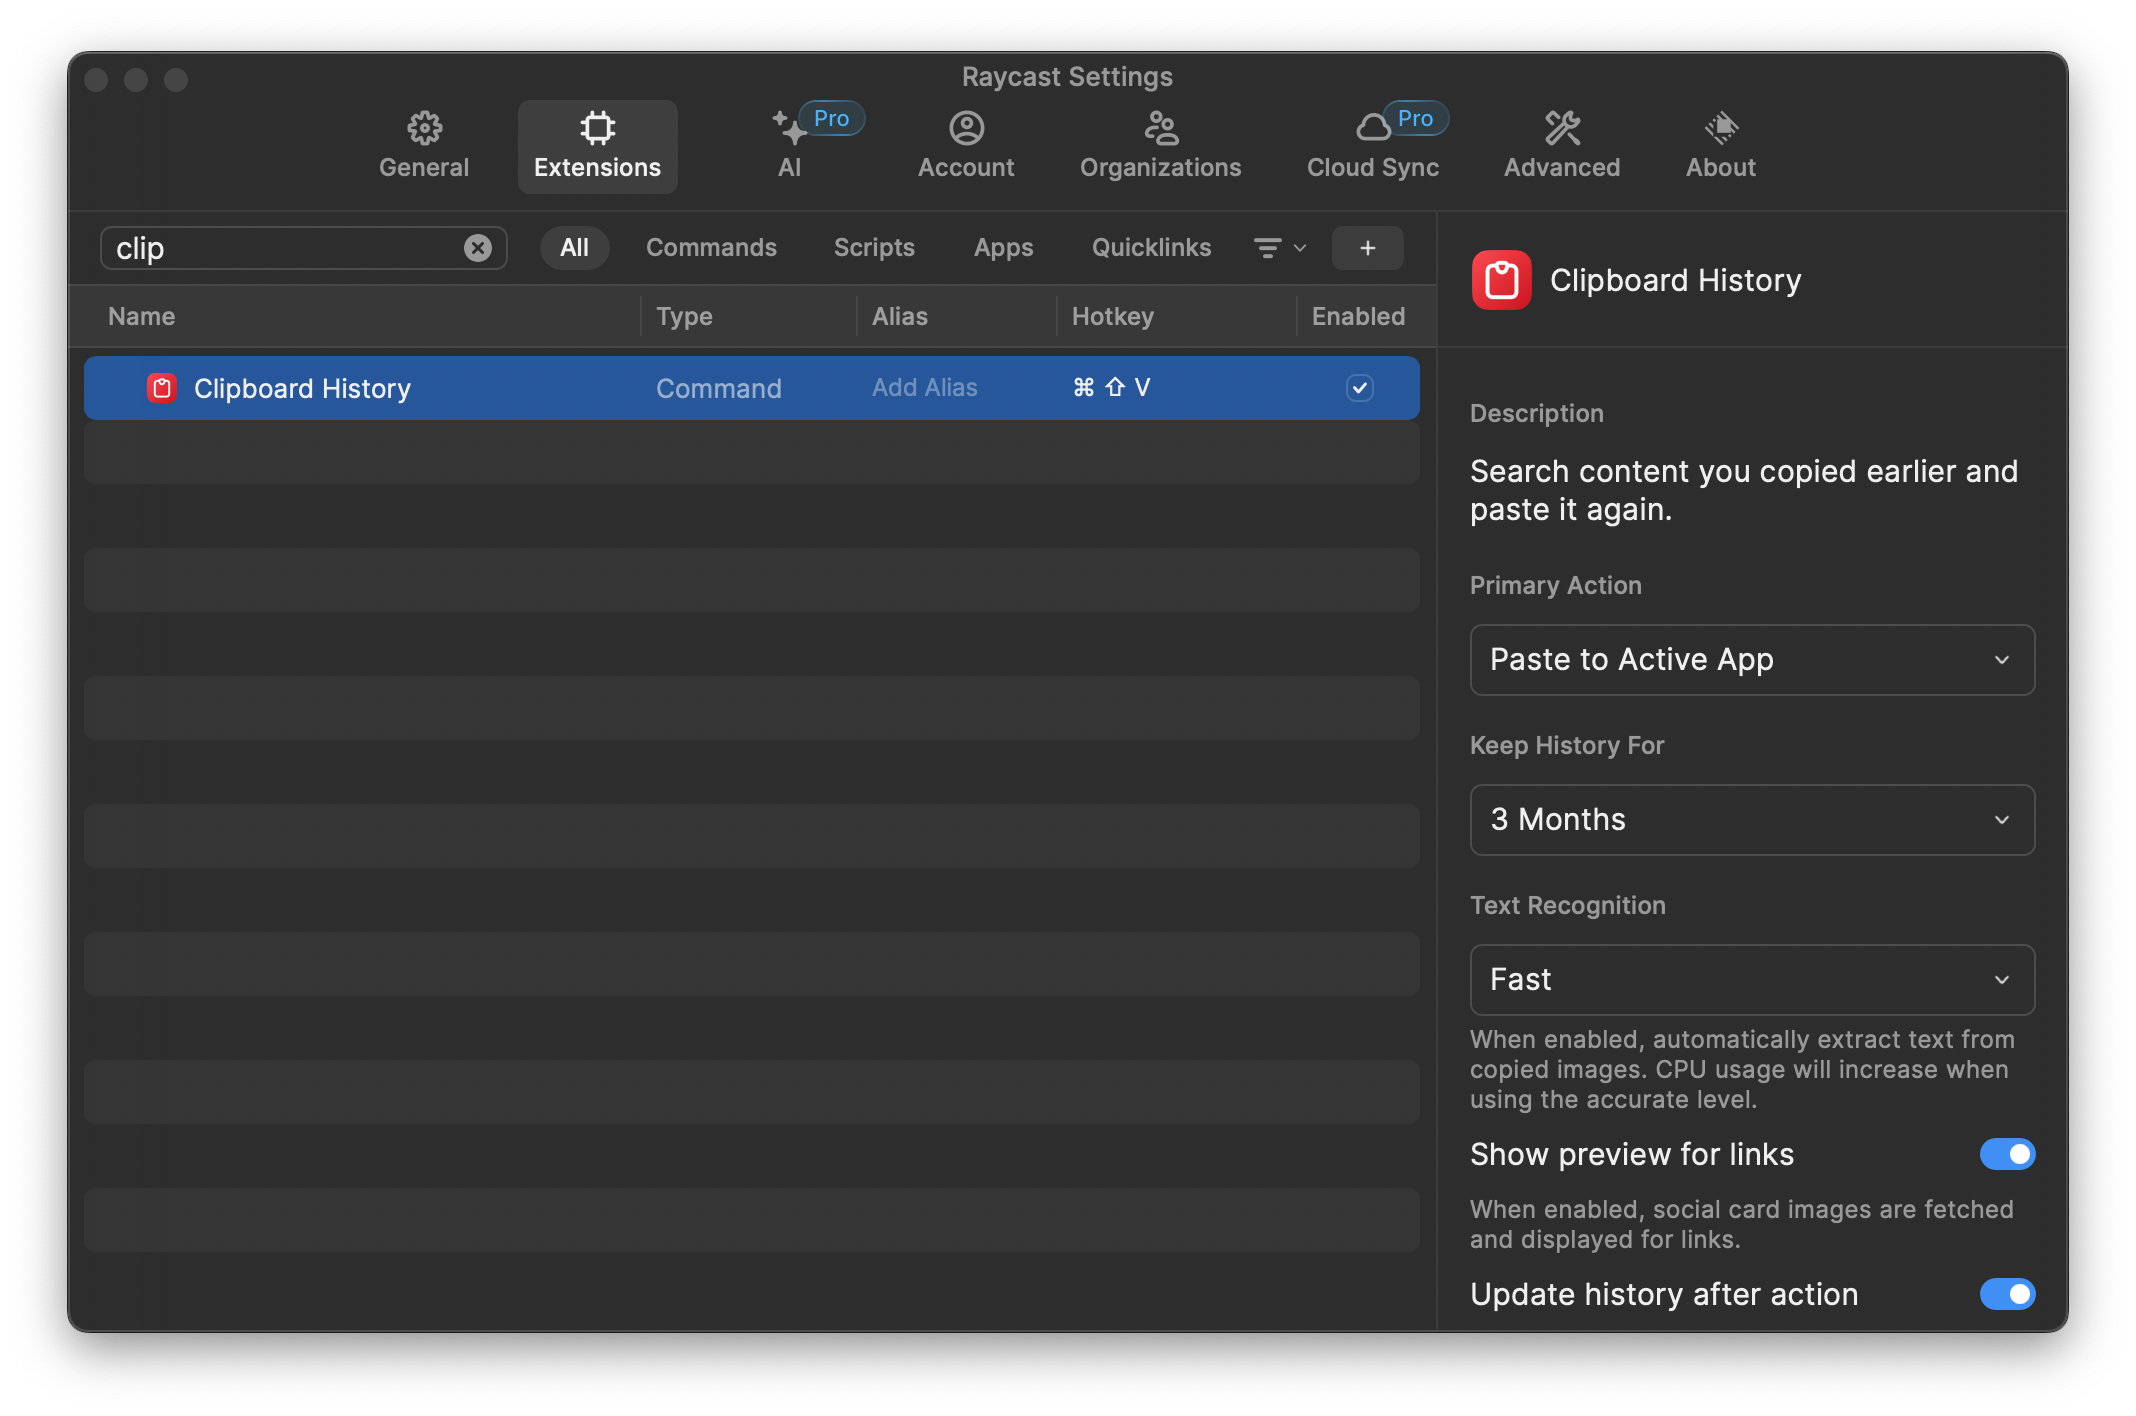 Raycast Settings
General
Extensions
AI Pro
Account
Organizations
Cloud Sync Pro
Advanced
About
clip
All Commands Scripts Apps Quicklinks +
Name Type Alias Hotkey Enabled
Clipboard History Command Add Alias ⌘ ⇧ V
Clipboard History
Description
Search content you copied earlier and
paste it again.
Primary Action
Paste to Active App
Keep History For
3 Months
Text Recognition
Fast
When enabled, automatically extract text from
copied images. CPU usage will increase when
using the accurate level.
Show preview for links
When enabled, social card images are fetched
and displayed for links.
Update history after action